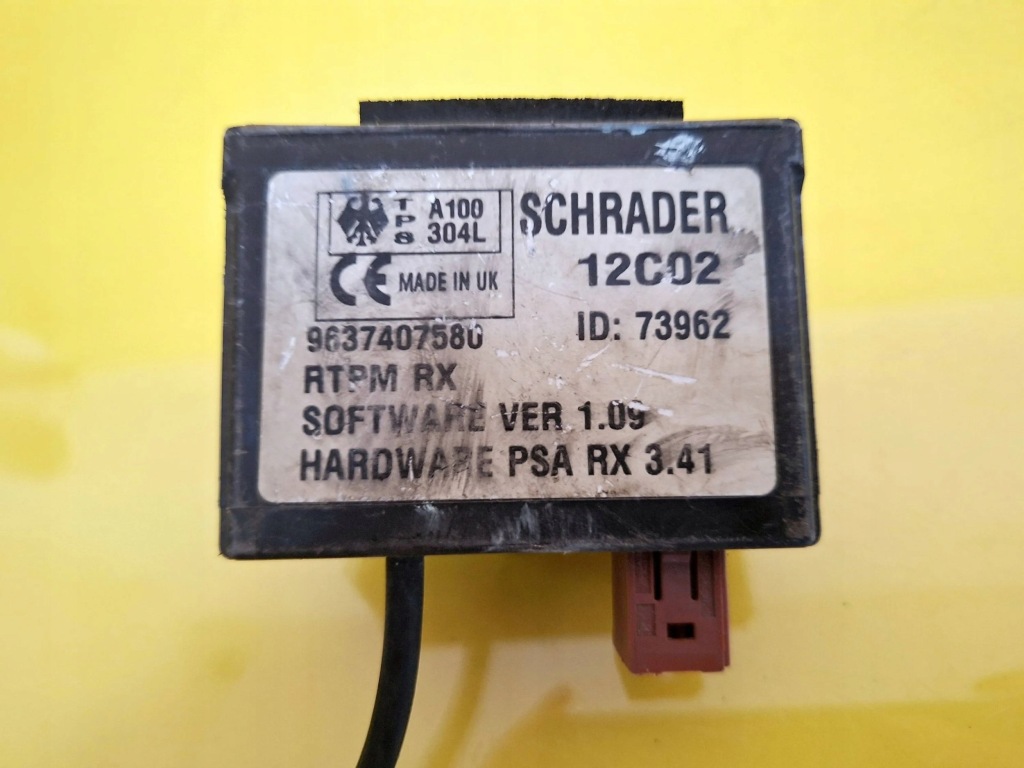 TPS A100
304L
CE MADE IN UK
SCHRADER
12C02
9637407580 ID: 73962
RTPM RX
SOFTWARE VER 1.09
HARDWARE PSA RX 3.41